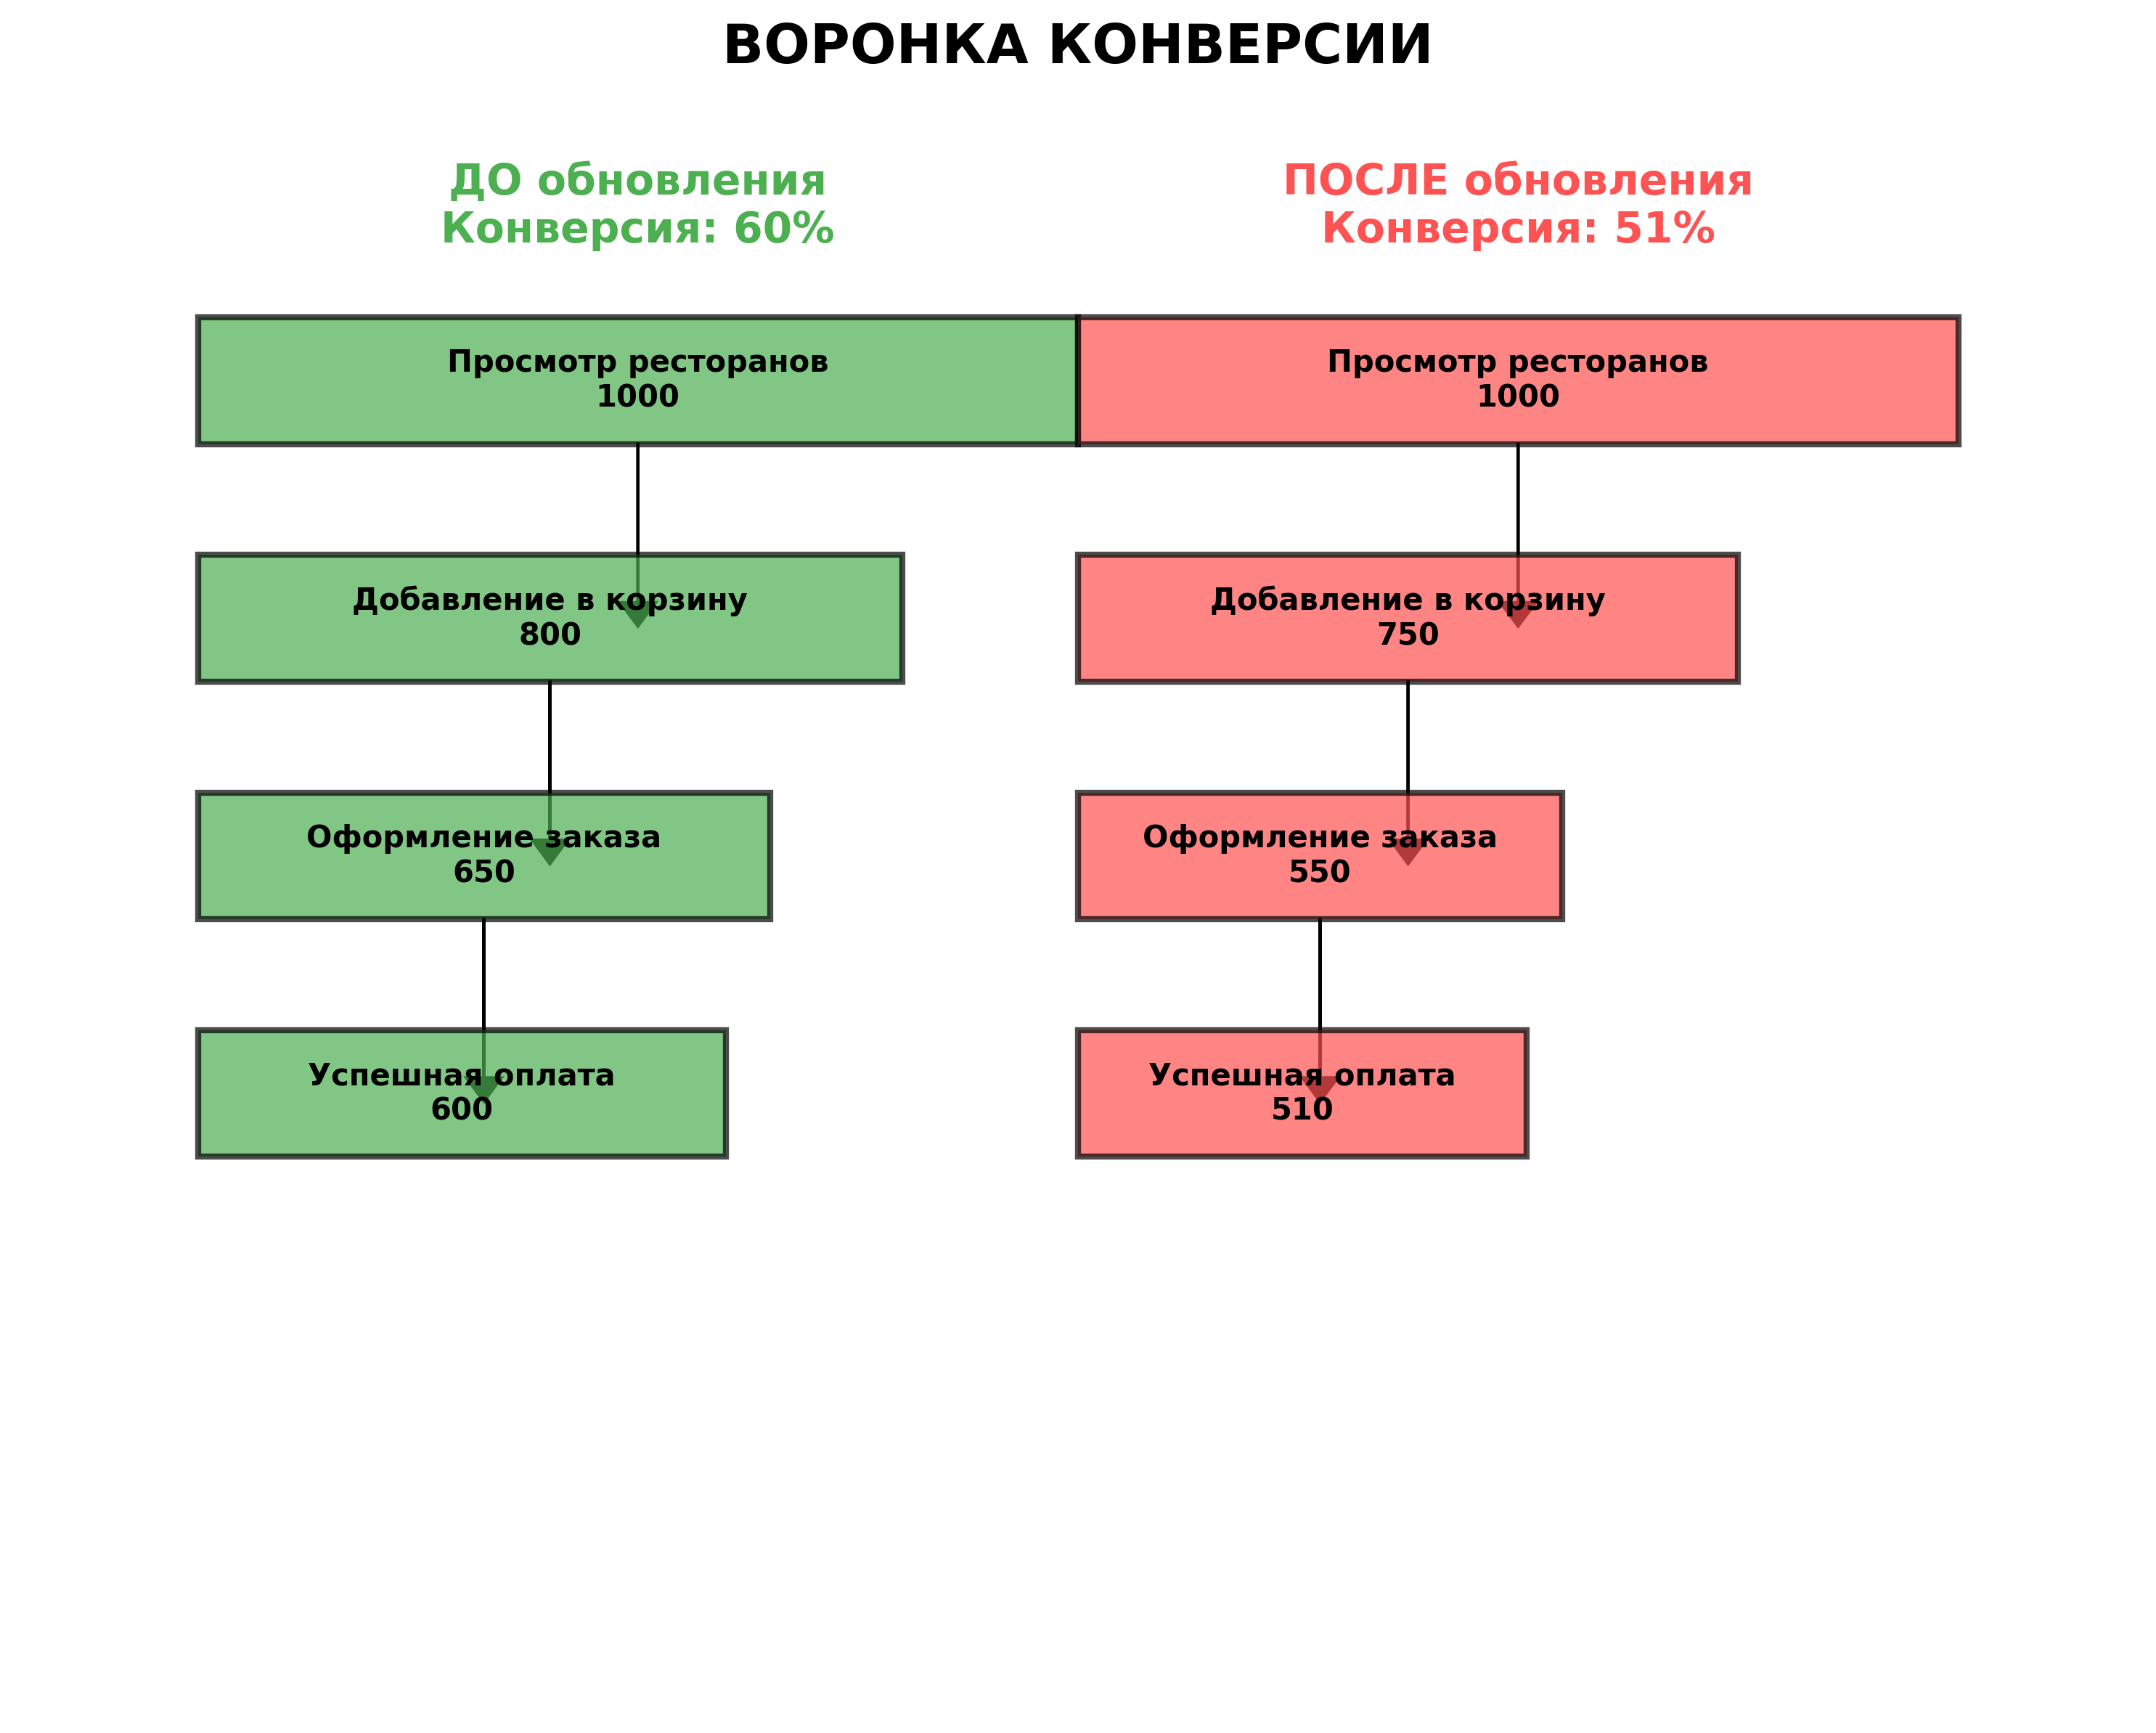 ВОРОНКА КОНВЕРСИИ
ДО обновления
Конверсия: 60%
Просмотр ресторанов
1000
Добавление в корзину
800
Оформление заказа
650
Успешная оплата
600
ПОСЛЕ обновления
Конверсия: 51%
Просмотр ресторанов
1000
Добавление в корзину
750
Оформление заказа
550
Успешная оплата
510